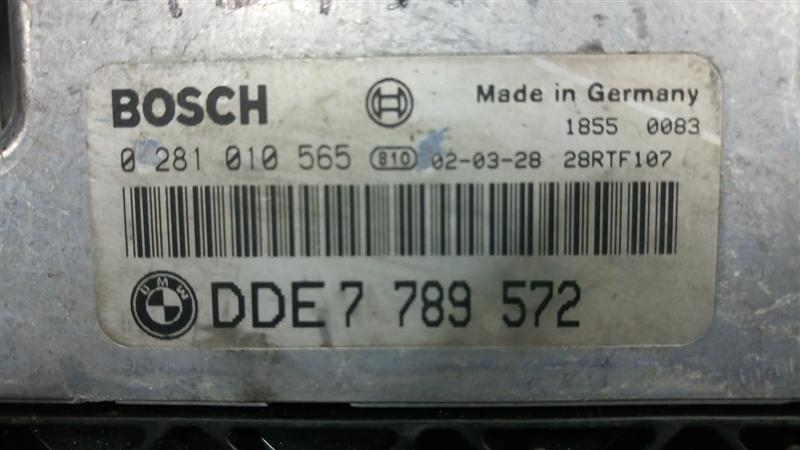 BOSCH Made in Germany
1855 0083
0 281 010 565 810 02-03-28 28RTF107
BMW DDE 7 789 572